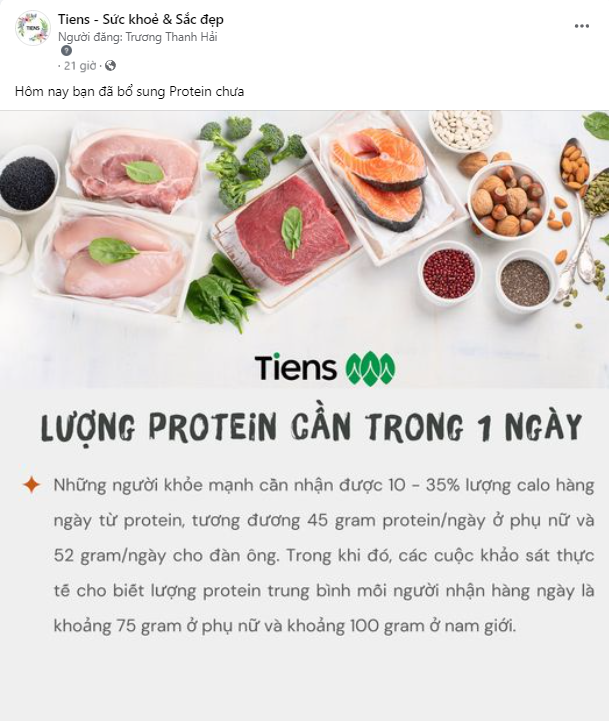 Tiens - Sức khoẻ & Sắc đẹp
Người đăng: Trương Thanh Hải
· 21 giờ ·
Hôm nay bạn đã bổ sung Protein chưa
TIENS
Tiens
LƯỢNG PROTEIN CẦN TRONG 1 NGÀY
Những người khỏe mạnh cần nhận được 10 - 35% lượng calo hàng
ngày từ protein, tương đương 45 gram protein/ngày ở phụ nữ và
52 gram/ngày cho đàn ông. Trong khi đó, các cuộc khảo sát thực
tế cho biết lượng protein trung bình mỗi người nhận hàng ngày là
khoảng 75 gram ở phụ nữ và khoảng 100 gram ở nam giới.